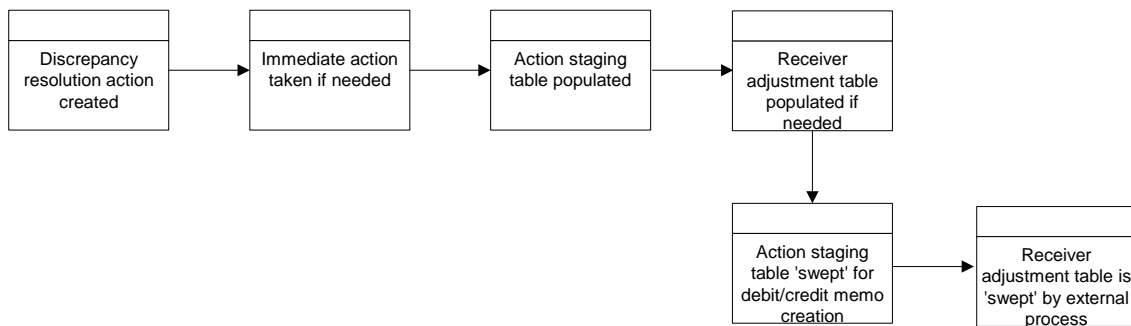 Discrepancy
resolution action
created
Immediate action
taken if needed
Action staging
table populated
Receiver
adjustment table
populated if
needed
Action staging
table 'swept' for
debit/credit memo
creation
Receiver
adjustment table is
'swept' by external
process